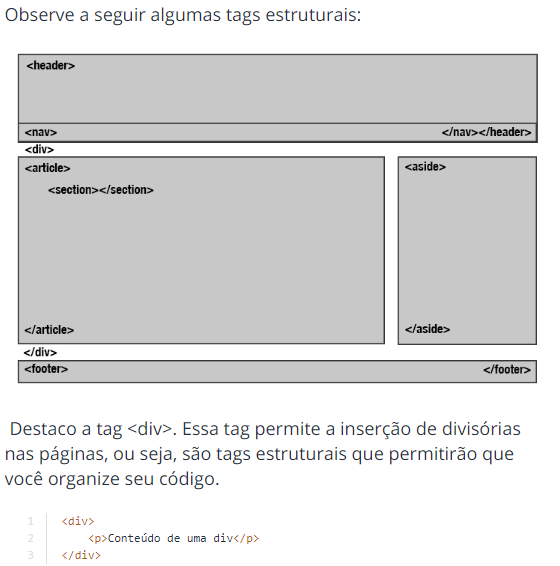 Observe a seguir algumas tags estruturais:
<header>
<nav> </nav></header>
<div>
<article>
<section></section>
</article>
<aside>
</aside>
</div>
<footer> </footer>
Destaco a tag <div>. Essa tag permite a inserção de divisórias
nas páginas, ou seja, são tags estruturais que permitirão que
você organize seu código.
1 <div>
2 <p>Conteúdo de uma div</p>
3 </div>